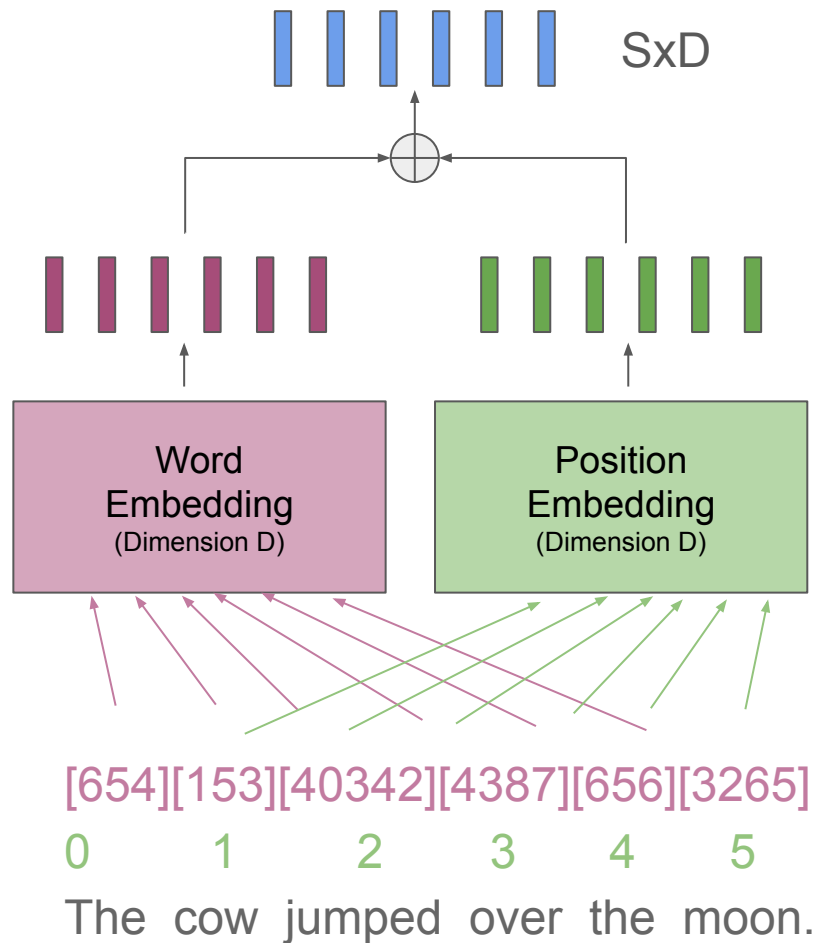 SxD
Word
Embedding
(Dimension D)
Position
Embedding
(Dimension D)
[654][153][40342][4387][656][3265]
0 1 2 3 4 5
The cow jumped over the moon.